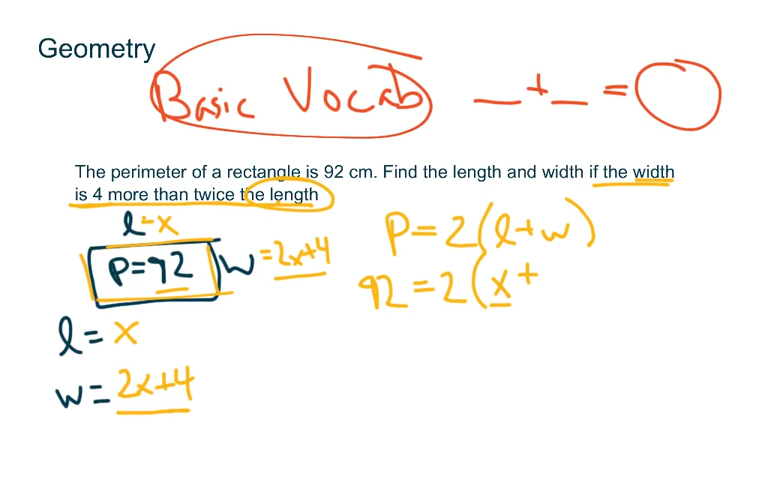 Geometry
Basic Vocab _ + _ =
The perimeter of a rectangle is 92 cm. Find the length and width if the width
is 4 more than twice the length
l=x
P=92 w=2x+4
l=x
w=2x+4
P=2(l+w)
92=2(x+